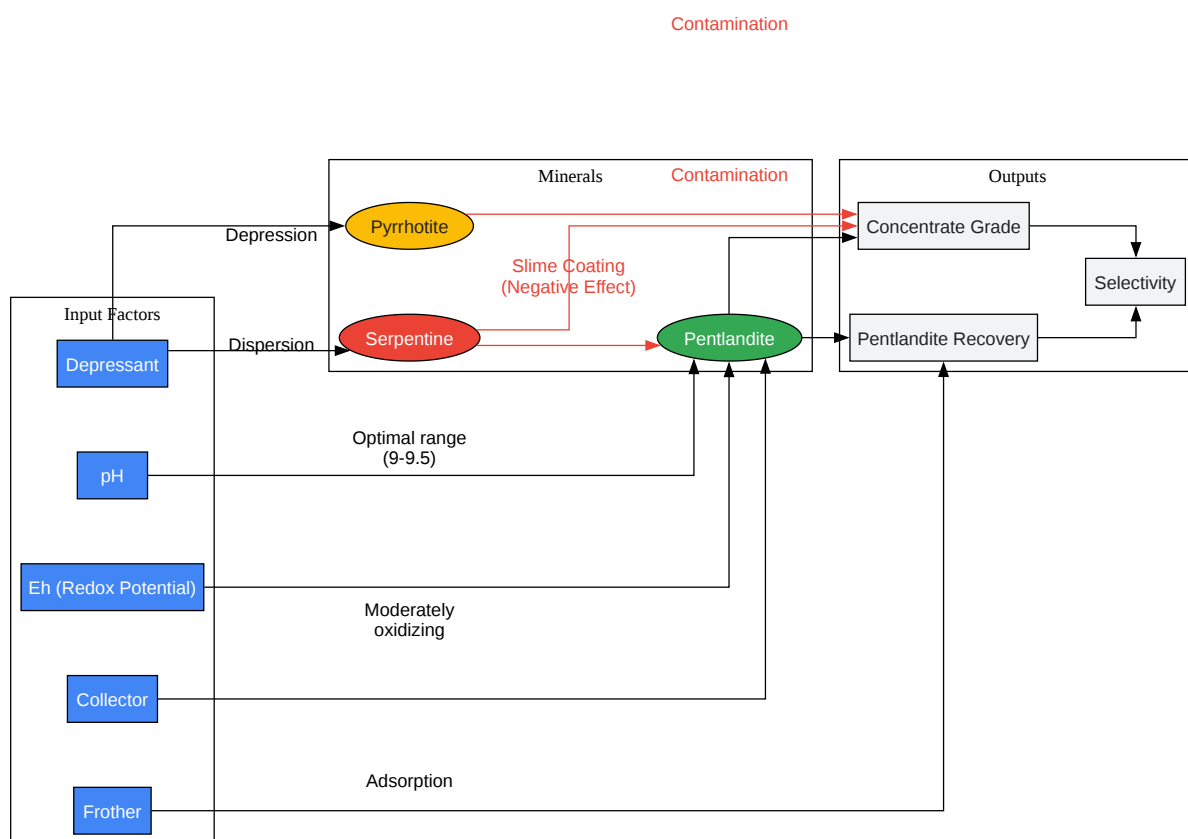 Contamination
Minerals
Contamination
Outputs
Pyrrhotite
Concentrate Grade
Depression
Slime Coating
(Negative Effect)
Selectivity
Input Factors
Dispersion
Serpentine
Pentlandite
Pentlandite Recovery
Depressant
Optimal range
(9-9.5)
pH
Eh (Redox Potential)
Moderately
oxidizing
Collector
Adsorption
Frother